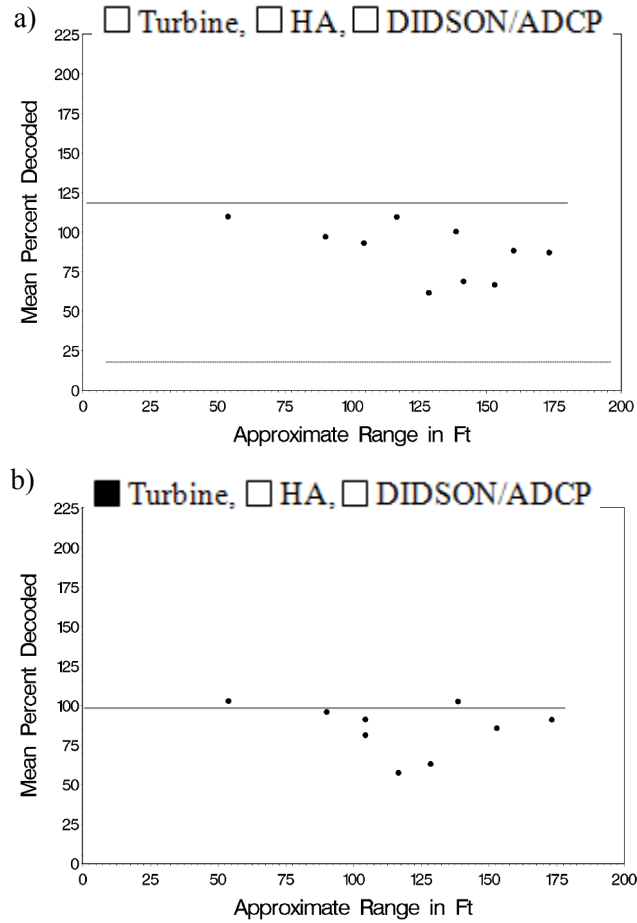 a) ☐ Turbine, ☐ HA, ☐ DIDSON/ADCP
225
200
175
150
125
100
75
50
25
0
Mean Percent Decoded
0 25 50 75 100 125 150 175 200
Approximate Range in Ft
b) ■ Turbine, ☐ HA, ☐ DIDSON/ADCP
225
200
175
150
125
100
75
50
25
0
Mean Percent Decoded
0 25 50 75 100 125 150 175 200
Approximate Range in Ft